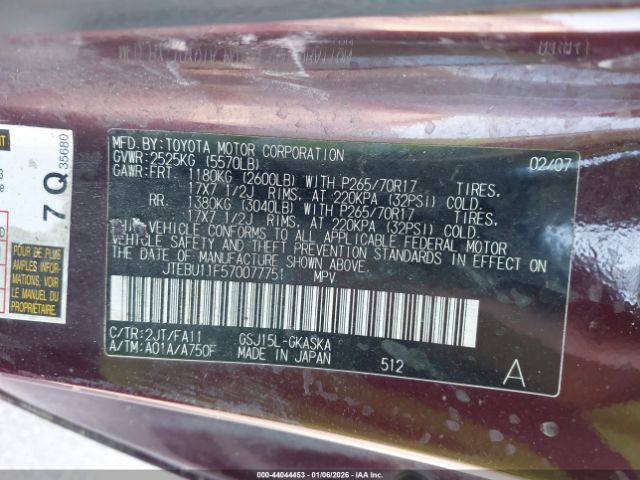 MFD. BY: TOYOTA MOTOR CORPORATION 02/07
GVWR: 2525KG (5570LB)
GAWR: FRT 1180KG (2600LB) WITH P265/70R17 TIRES,
17X7 1/2J RIMS, AT 220KPA (32PSI) COLD.
RR. 1380KG (3040LB) WITH P265/70R17 TIRES,
17X7 1/2J RIMS, AT 220KPA (32PSI) COLD.
VEHICLE CONFORMS TO ALL APPLICABLE FEDERAL MOTOR
VEHICLE SAFETY AND THEFT PREVENTION STANDARDS IN EFFECT ON
THE DATE OF MANUFACTURE SHOWN ABOVE.
JTEBU11F570077751 MPV
C/TR: 2JT/FA11 GSJ15L-GKASKA
A/TM: A01A/A750F MADE IN JAPAN 512 A
7 Q 35680
POUR DE PLUS
AMPLES INFOR-
MATIONS,
VOIR MANUEL
DU
PROPRIÉTAIRE
000-44044453 | 01/06/2026 | IAA Inc.